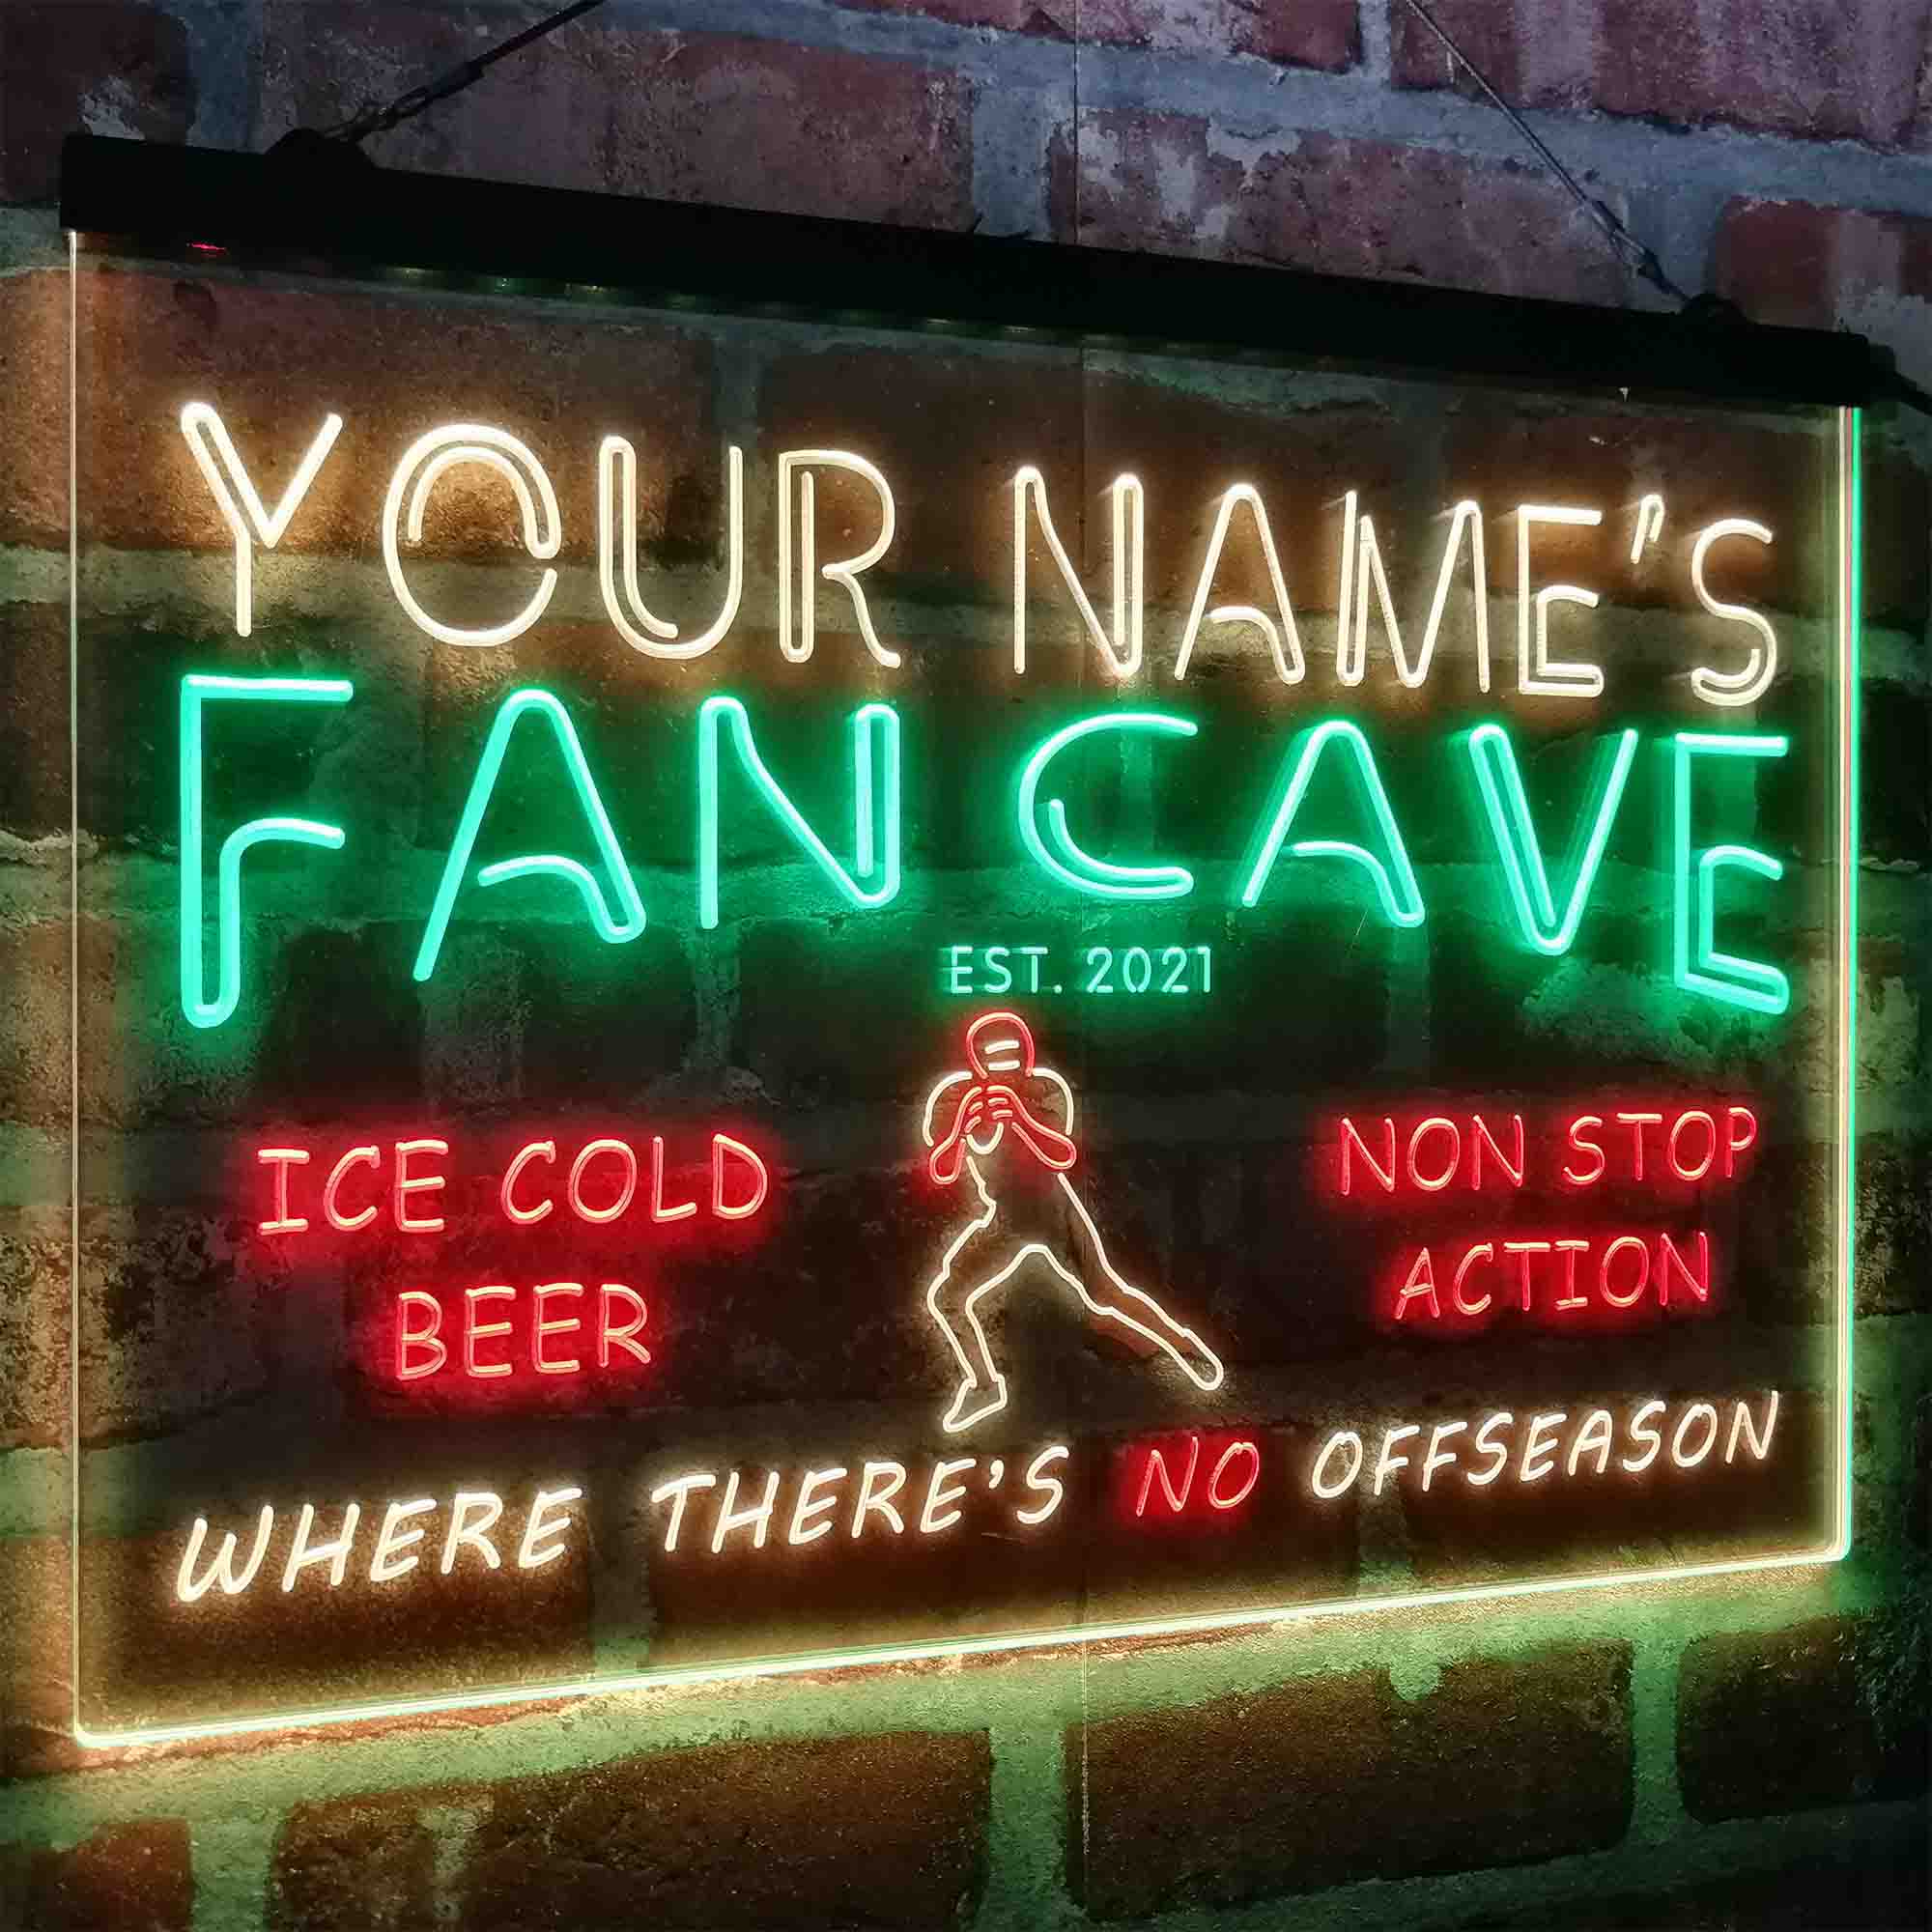 YOUR NAME'S
FAN CAVE
EST. 2021
ICE COLD
BEER
NON STOP
ACTION
WHERE THERE'S NO OFFSEASON